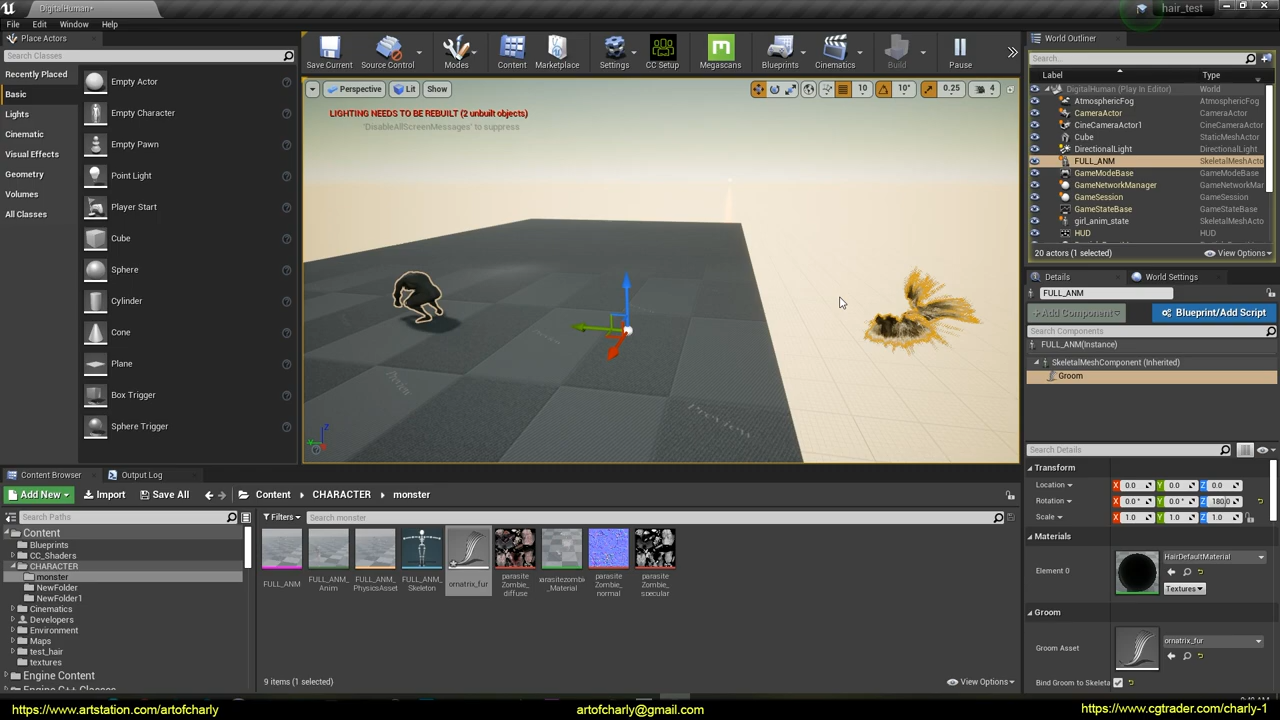 DigitalHuman*
hair_test
File Edit Window Help
Place Actors
Search Classes
Recently Placed
Basic
Lights
Cinematic
Visual Effects
Geometry
Volumes
All Classes
Empty Actor
Empty Character
Empty Pawn
Point Light
Player Start
Cube
Sphere
Cylinder
Cone
Plane
Box Trigger
Sphere Trigger
Save Current Source Control Modes Content Marketplace Settings CC Setup Megascans Blueprints Cinematics Build Pause
Perspective Lit Show
10 10° 0.25 4
LIGHTING NEEDS TO BE REBUILT (2 unbuilt objects)
'DisableAllScreenMessages' to suppress
World Outliner
Search...
Label Type
DigitalHuman (Play In Editor) World
AtmosphericFog AtmosphericFog
CameraActor CameraActor
CineCameraActor1 CineCameraActor
Cube StaticMeshActor
DirectionalLight DirectionalLight
FULL_ANM SkeletalMeshActo
GameModeBase GameModeBase
GameNetworkManager GameNetworkMar
GameSession GameSession
GameStateBase GameStateBase
girl_anim_state SkeletalMeshActo
HUD HUD
20 actors (1 selected) View Options
Details World Settings
FULL_ANM
+Add Component Blueprint/Add Script
Search Components
FULL_ANM(Instance)
SkeletalMeshComponent (Inherited)
Groom
Search Details
Transform
Location X 0.0 Y 0.0 Z 0.0
Rotation X 0.0° Y 0.0° Z 180.0
Scale X 1.0 Y 1.0 Z 1.0
Materials
Element 0 HairDefaultMaterial
Textures
Groom
Groom Asset ornatrix_fur
Bind Groom to Skeleta
Content Browser Output Log
Add New Import Save All Content CHARACTER monster
Search Paths Filters Search monster
Content
Blueprints
CC_Shaders
CHARACTER
monster
NewFolder
NewFolder1
Cinematics
Developers
Environment
Maps
test_hair
textures
Engine Content
FULL_ANM
FULL_ANM_Anim
FULL_ANM_PhysicsAsset
FULL_ANM_Skeleton
ornatrix_fur
parasite Zombie_diffuse
arasitezombi_Material
parasite Zombie_normal
parasite Zombie_specular
9 items (1 selected) View Options
https://www.artstation.com/artofcharly artofcharly@gmail.com https://www.cgtrader.com/charly-1